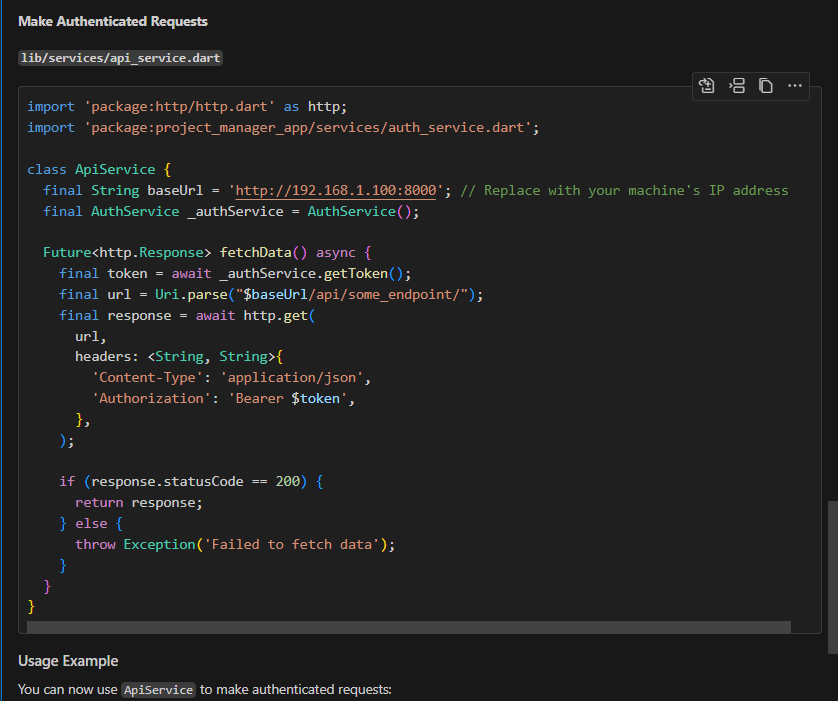 Make Authenticated Requests
lib/services/api_service.dart
import 'package:http/http.dart' as http;
import 'package:project_manager_app/services/auth_service.dart';
class ApiService {
final String baseUrl = 'http://192.168.1.100:8000'; // Replace with your machine's IP address
final AuthService _authService = AuthService();
Future<http.Response> fetchData() async {
final token = await _authService.getToken();
final url = Uri.parse("$baseUrl/api/some_endpoint/");
final response = await http.get(
url,
headers: <String, String>{
'Content-Type': 'application/json',
'Authorization': 'Bearer $token',
},
);
if (response.statusCode == 200) {
return response;
} else {
throw Exception('Failed to fetch data');
}
}
}
Usage Example
You can now use ApiService to make authenticated requests: